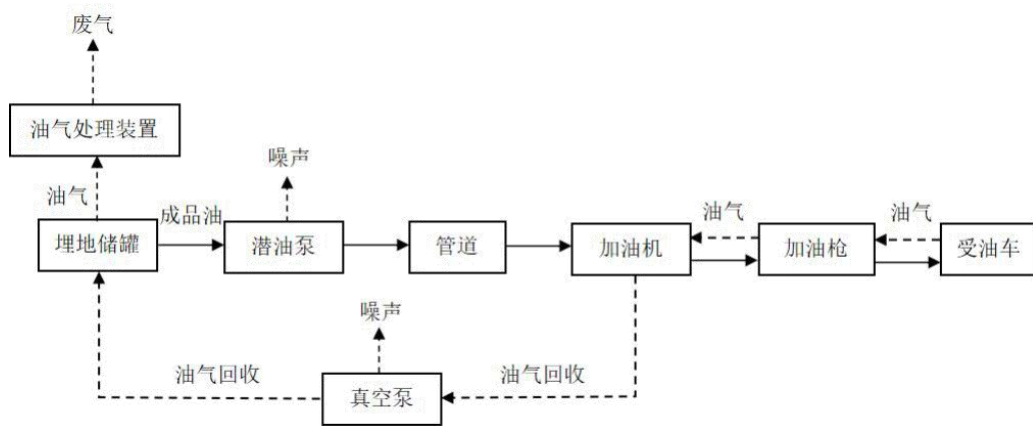 废气
油气处理装置
噪声
油气
成品油
油气
油气
埋地储罐
潜油泵
管道
加油机
加油枪
受油车
噪声
油气回收
油气回收
真空泵